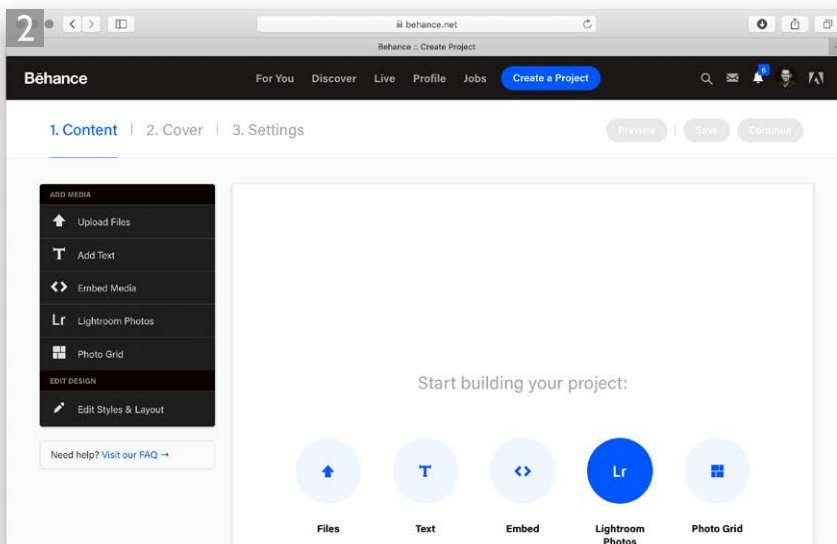 2
behance.net
Behance :: Create Project
Bēhance
For You Discover Live Profile Jobs Create a Project
6
1. Content | 2. Cover | 3. Settings
Preview | Save Continue
ADD MEDIA
Upload Files
T Add Text
Embed Media
Lr Lightroom Photos
Photo Grid
EDIT DESIGN
Edit Styles & Layout
Need help? Visit our FAQ →
Start building your project:
T Lr
Files Text Embed Lightroom Photos Photo Grid